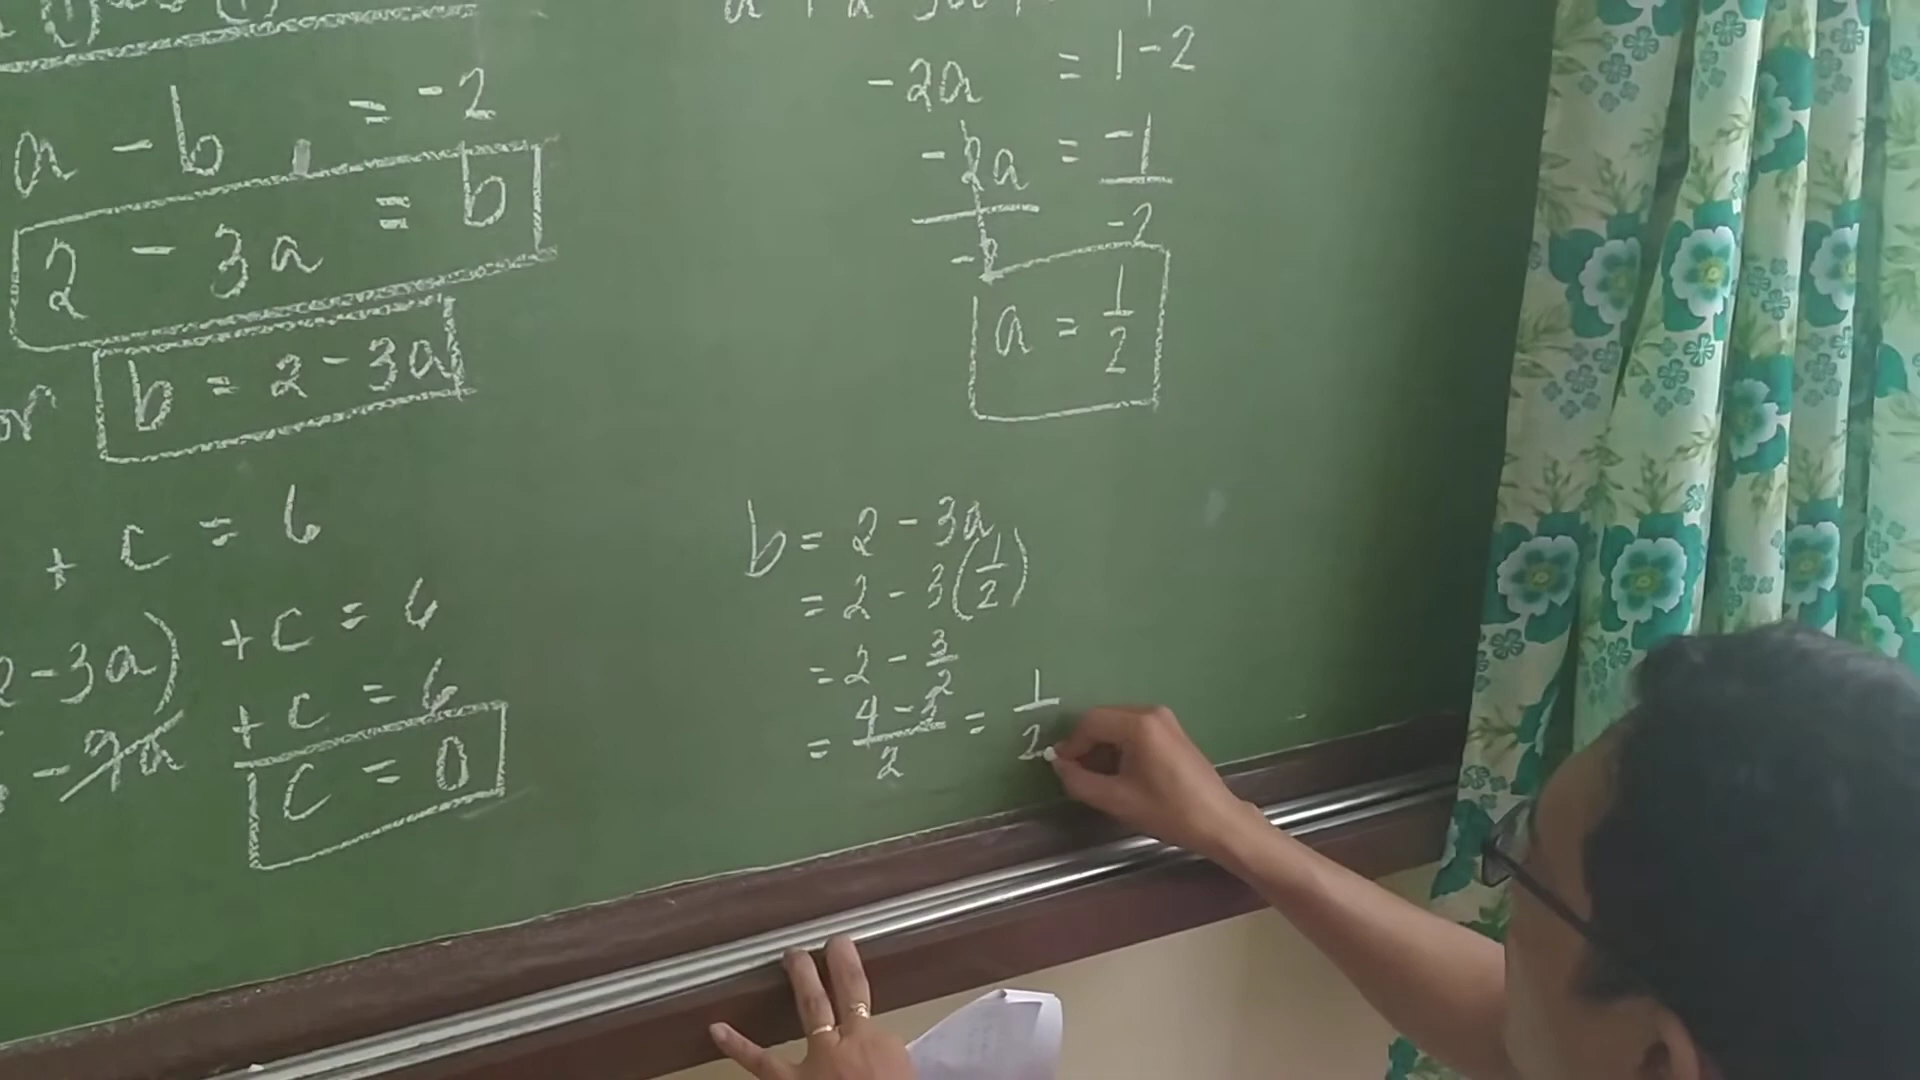 a - b = -2
2 - 3a = b
or b = 2 - 3a
+ c = 6
2 - 3a) + c = 6
- 9a + c = 6
c = 0
-2a = 1 - 2
-2a = -1
-2 -2
a = 1/2
b = 2 - 3a
= 2 - 3(1/2)
= 2 - 3/2
= 4 - 3/2 = 1/2